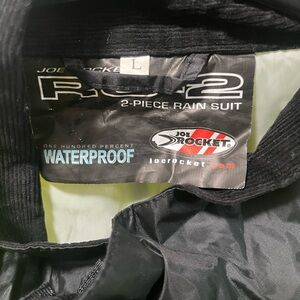 L
JOE ROCKET
RS-2
2-PIECE RAIN SUIT
ONE HUNDRED PERCENT
WATERPROOF
JOE
ROCKET
joerocket.com